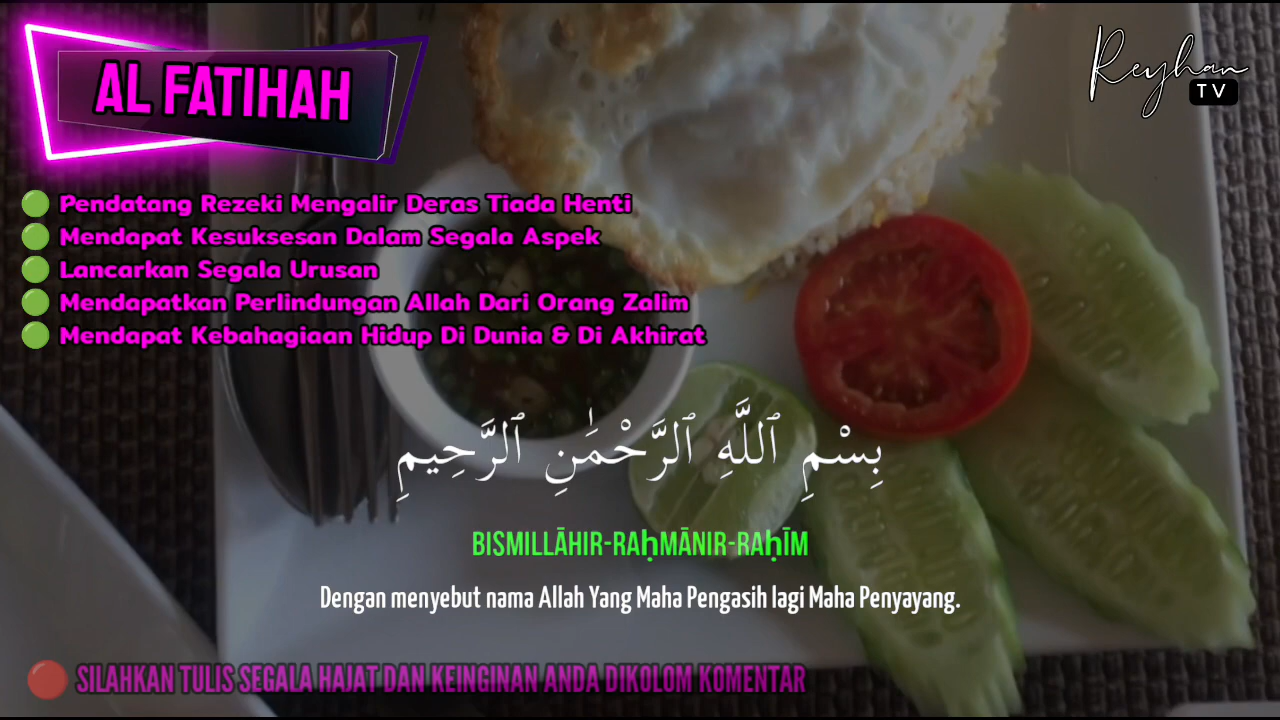 AL FATIHAH
Reyhan
TV
Pendatang Rezeki Mengalir Deras Tiada Henti
Mendapat Kesuksesan Dalam Segala Aspek
Lancarkan Segala Urusan
Mendapatkan Perlindungan Allah Dari Orang Zalim
Mendapat Kebahagiaan Hidup Di Dunia & Di Akhirat
بِسْمِ ٱللَّهِ ٱلرَّحْمَٰنِ ٱلرَّحِيمِ
BISMILLĀHIR-RAḥMĀNIR-RAḥĪM
Dengan menyebut nama Allah Yang Maha Pengasih lagi Maha Penyayang.
SILAHKAN TULIS SEGALA HAJAT DAN KEINGINAN ANDA DIKOLOM KOMENTAR